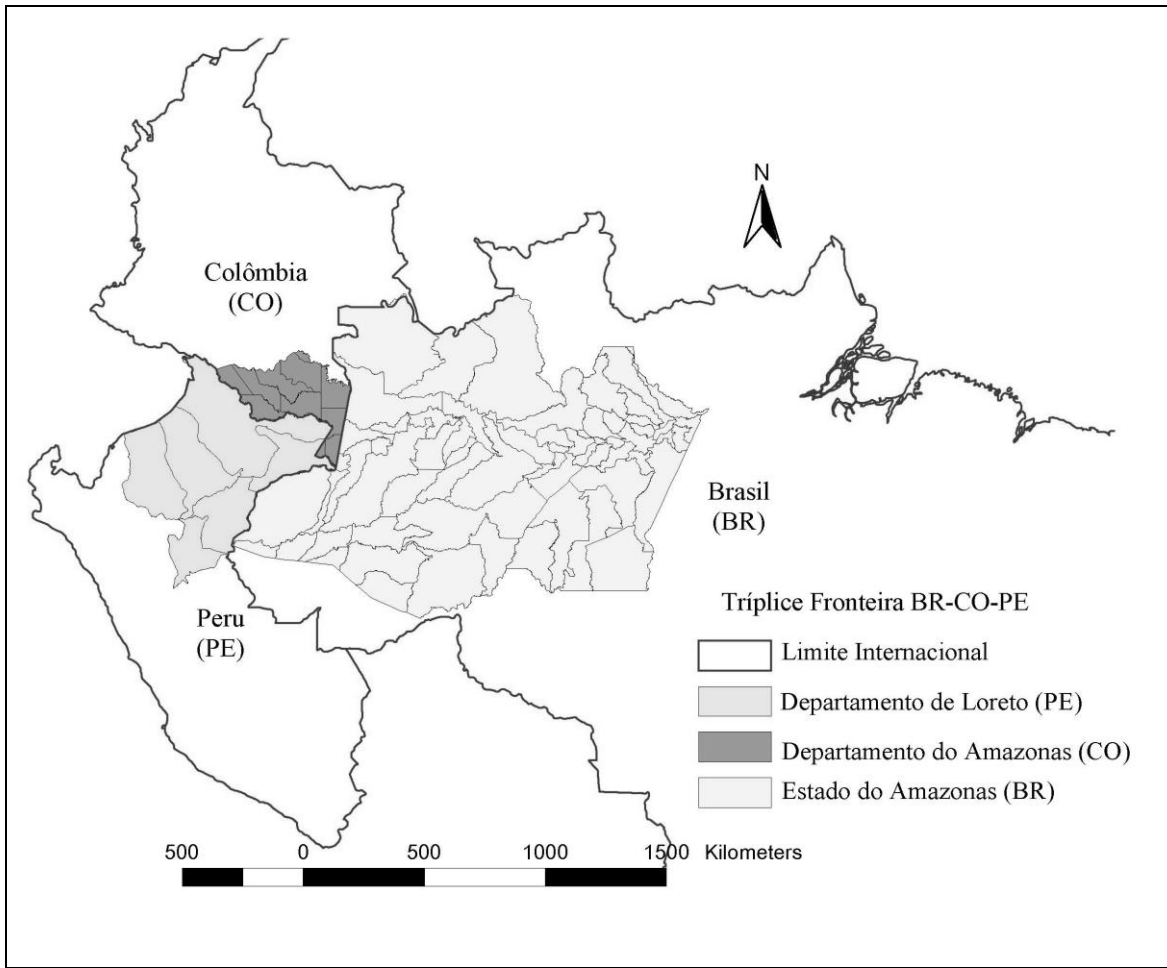 N
Colômbia
(CO)
Brasil
(BR)
Peru
(PE)
Tríplice Fronteira BR-CO-PE
Limite Internacional
Departamento de Loreto (PE)
Departamento do Amazonas (CO)
Estado do Amazonas (BR)
500 0 500 1000 1500 Kilometers